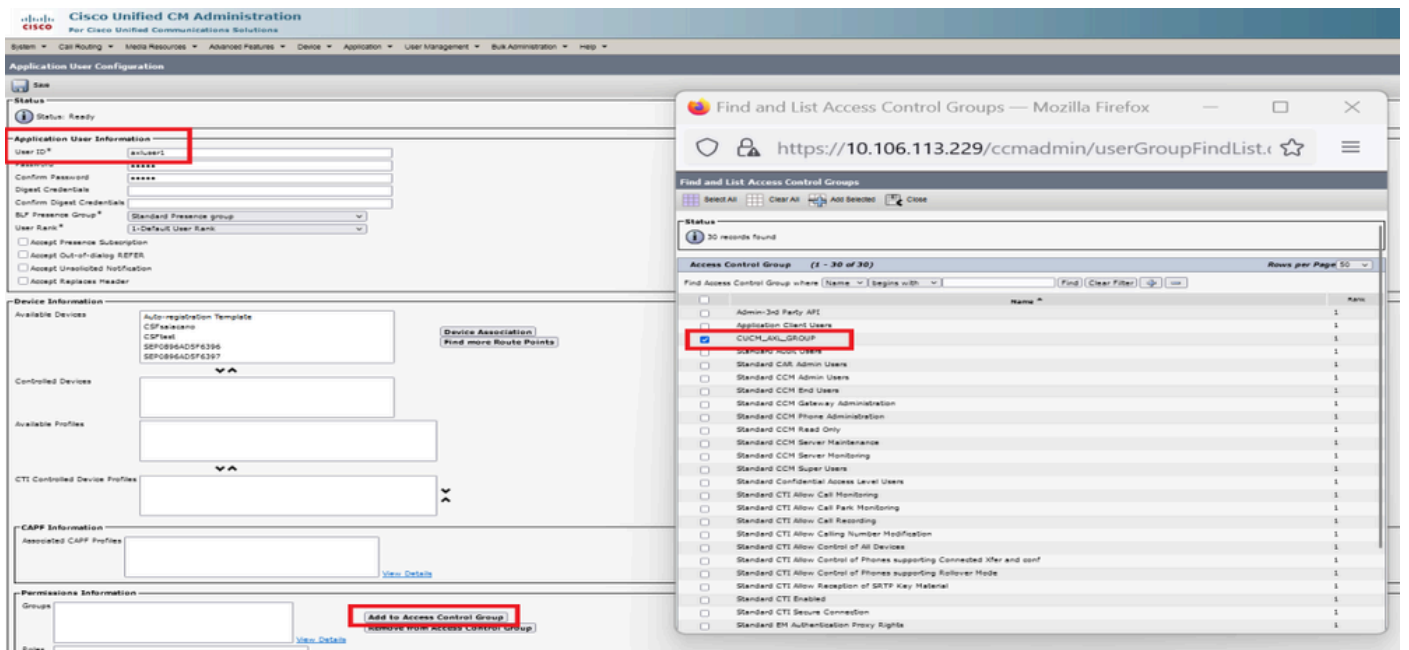 Cisco Unified CM Administration
CISCO For Cisco Unified Communications Solutions
System Call Routing Media Resources Advanced Features Device Application User Management Bulk Administration Help
Application User Configuration
Save
Status
Status: Ready
Application User Information
User ID* axluser1
Password •••••
Confirm Password •••••
Digest Credentials
Confirm Digest Credentials
BLF Presence Group* Standard Presence group
User Rank* 1-Default User Rank
Accept Presence Subscription
Accept Out-of-dialog REFER
Accept Unsolicited Notification
Accept Replaces Header
Device Information
Available Devices
Auto-registration Template
CSFsaiacano
CSFtest
SEP0896AD5F6396
SEP0896AD5F6397
Device Association
Find more Route Points
Controlled Devices
Available Profiles
CTI Controlled Device Profiles
CAPF Information
Associated CAPF Profiles
View Details
Permissions Information
Groups
Add to Access Control Group
Remove from Access Control Group
View Details
Roles
Find and List Access Control Groups — Mozilla Firefox
https://10.106.113.229/ccmadmin/userGroupFindList.
Find and List Access Control Groups
Select All Clear All Add Selected Close
Status
30 records found
Access Control Group (1 - 30 of 30) Rows per Page 50
Find Access Control Group where Name begins with Find Clear Filter
Name Rank
Admin-3rd Party API 1
Application Client Users 1
CUCM_AXL_GROUP 1
Standard Audit Users 1
Standard CAR Admin Users 1
Standard CCM Admin Users 1
Standard CCM End Users 1
Standard CCM Gateway Administration 1
Standard CCM Phone Administration 1
Standard CCM Read Only 1
Standard CCM Server Maintenance 1
Standard CCM Server Monitoring 1
Standard CCM Super Users 1
Standard Confidential Access Level Users 1
Standard CTI Allow Call Monitoring 1
Standard CTI Allow Call Park Monitoring 1
Standard CTI Allow Call Recording 1
Standard CTI Allow Calling Number Modification 1
Standard CTI Allow Control of All Devices 1
Standard CTI Allow Control of Phones supporting Connected Xfer and conf 1
Standard CTI Allow Control of Phones supporting Rollover Mode 1
Standard CTI Allow Reception of SRTP Key Material 1
Standard CTI Enabled 1
Standard CTI Secure Connection 1
Standard EM Authentication Proxy Rights 1